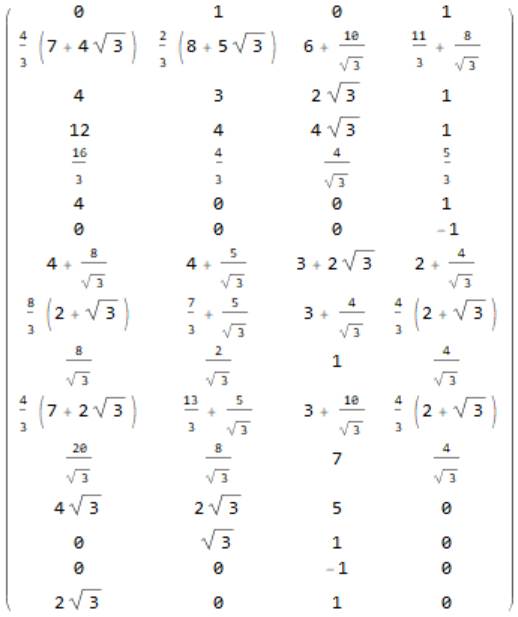 0 1 0 1
4/3 (7 + 4 √3) 2/3 (8 + 5 √3) 6 + 10/√3 11/3 + 8/√3
4 3 2 √3 1
12 4 4 √3 1
16/3 4/3 4/√3 5/3
4 0 0 1
0 0 0 -1
4 + 8/√3 4 + 5/√3 3 + 2 √3 2 + 4/√3
8/3 (2 + √3) 7/3 + 5/√3 3 + 4/√3 4/3 (2 + √3)
8/√3 2/√3 1 4/√3
4/3 (7 + 2 √3) 13/3 + 5/√3 3 + 10/√3 4/3 (2 + √3)
20/√3 8/√3 7 4/√3
4 √3 2 √3 5 0
0 √3 1 0
0 0 -1 0
2 √3 0 1 0